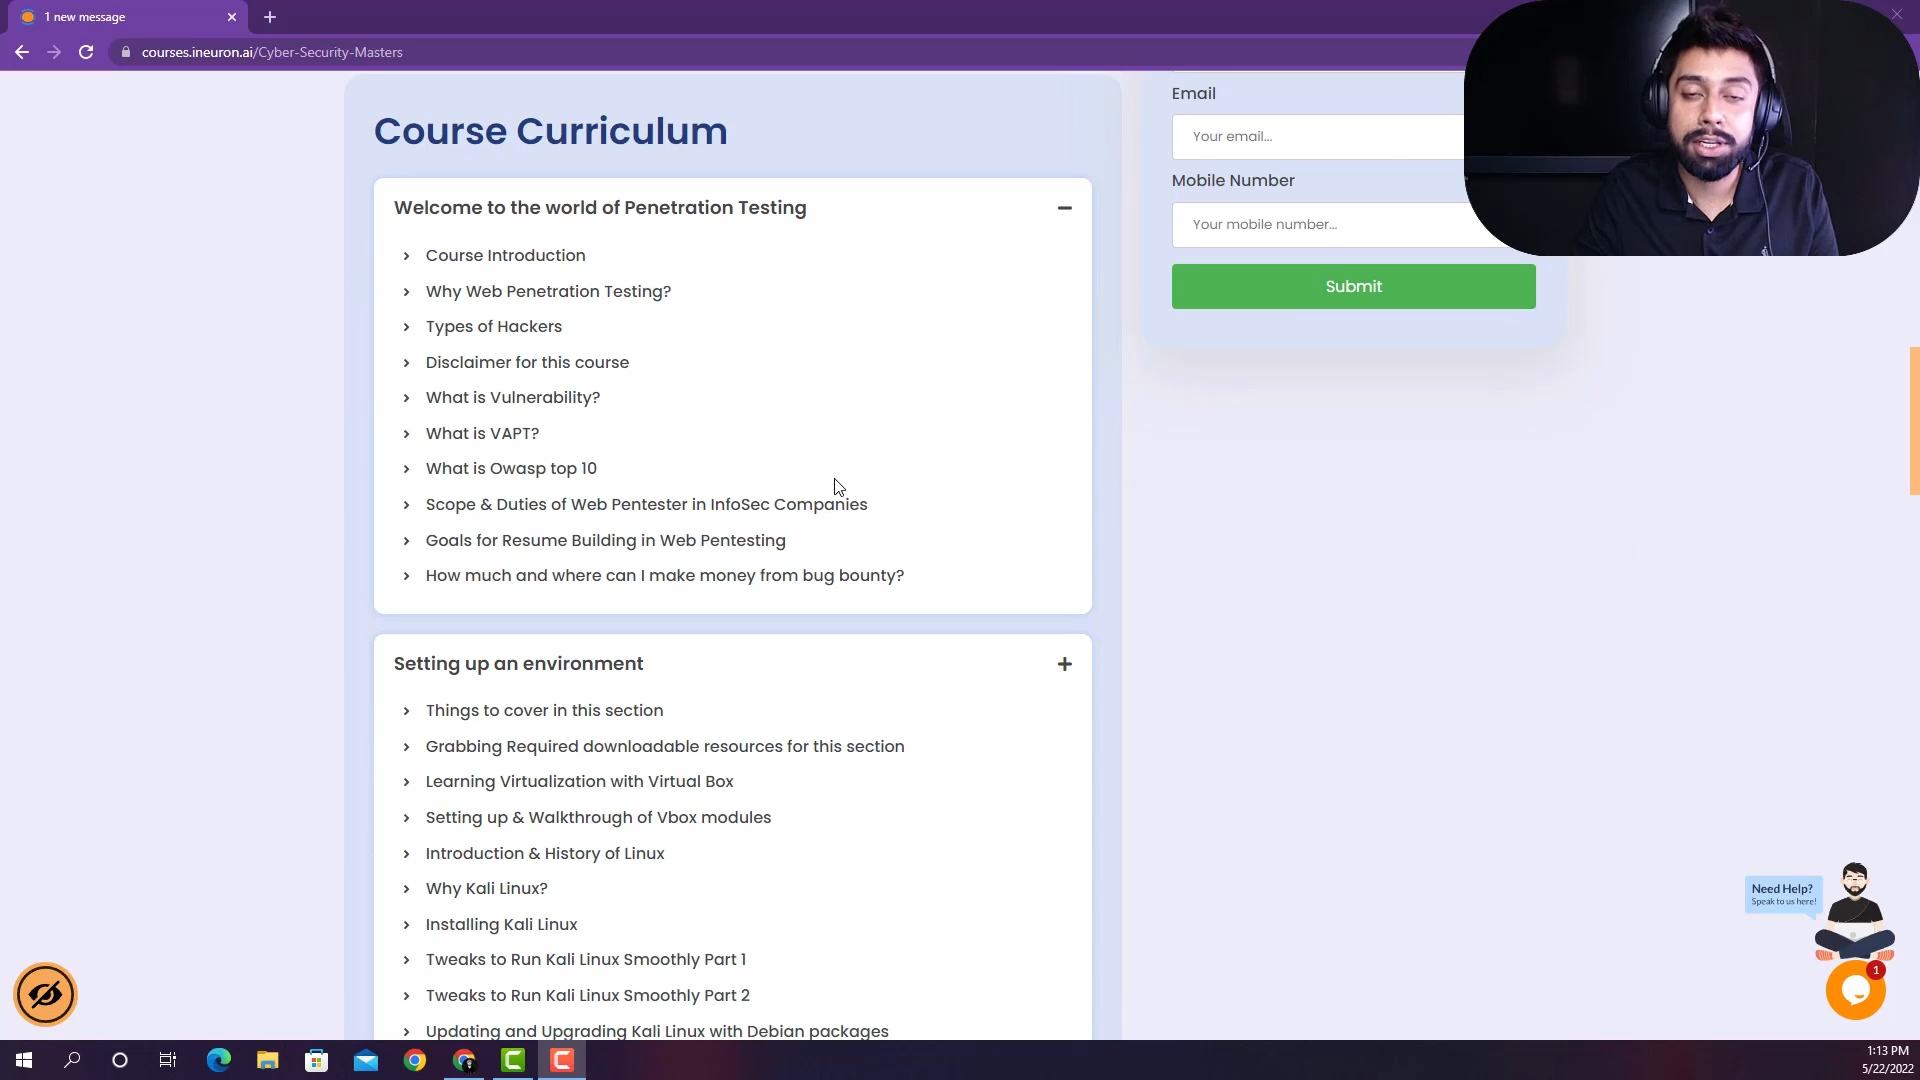 1 new message
courses.ineuron.ai/Cyber-Security-Masters
Course Curriculum
Welcome to the world of Penetration Testing
Course Introduction
Why Web Penetration Testing?
Types of Hackers
Disclaimer for this course
What is Vulnerability?
What is VAPT?
What is Owasp top 10
Scope & Duties of Web Pentester in InfoSec Companies
Goals for Resume Building in Web Pentesting
How much and where can I make money from bug bounty?
Setting up an environment
Things to cover in this section
Grabbing Required downloadable resources for this section
Learning Virtualization with Virtual Box
Setting up & Walkthrough of Vbox modules
Introduction & History of Linux
Why Kali Linux?
Installing Kali Linux
Tweaks to Run Kali Linux Smoothly Part 1
Tweaks to Run Kali Linux Smoothly Part 2
Updating and Upgrading Kali Linux with Debian packages
Email
Your email...
Mobile Number
Your mobile number...
Submit
Need Help?
Speak to us here!
1
1:13 PM
5/22/2022